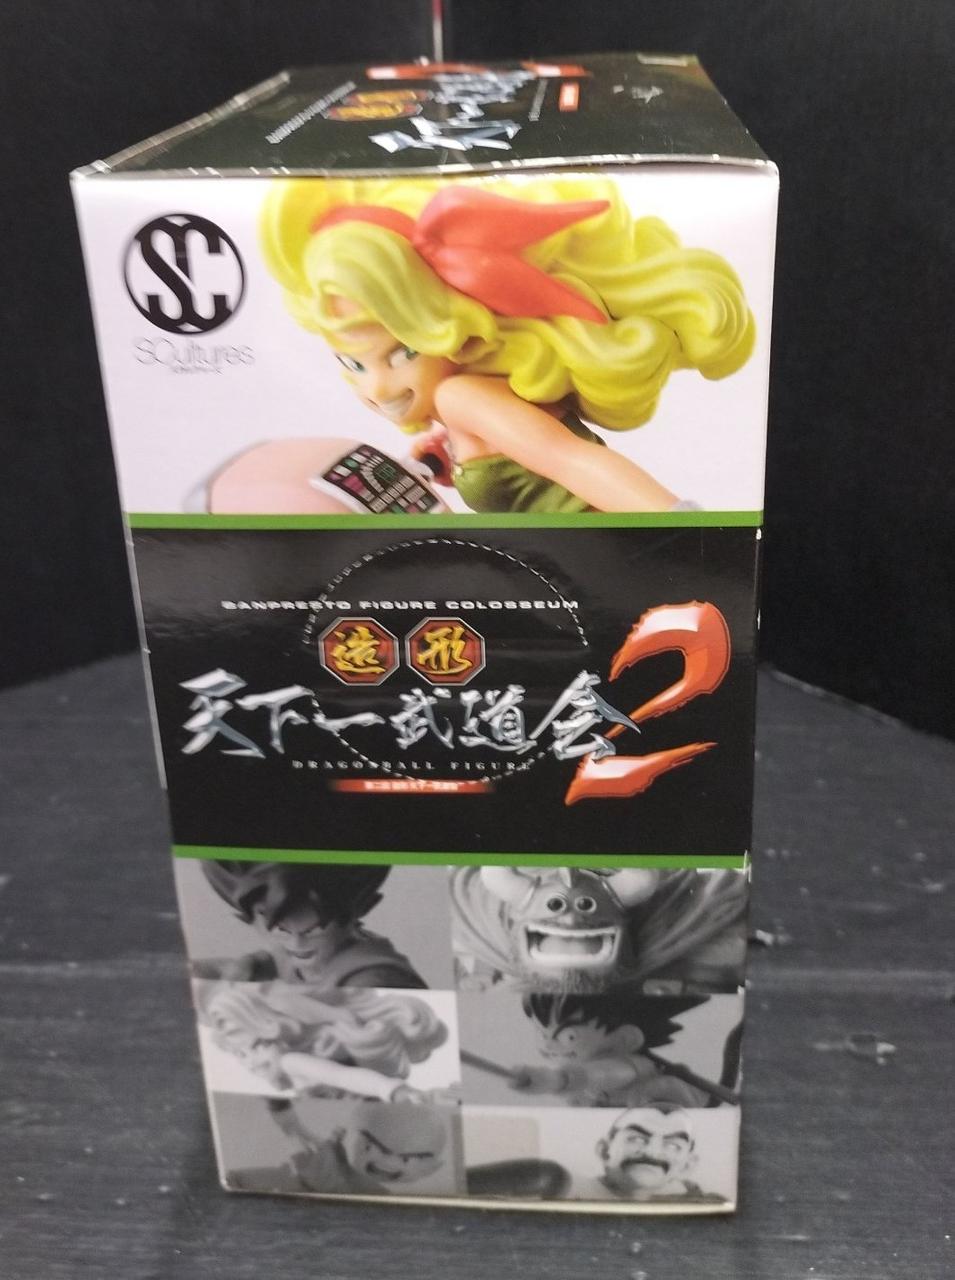 SC
SCultures
BANPRESTO FIGURE COLOSSEUM
造形
天下一武道会2
DRAGONBALL FIGURE